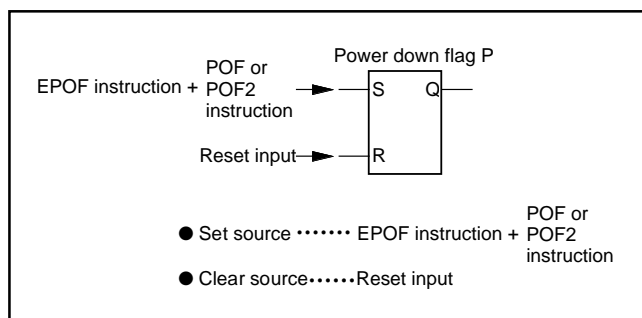 Power down flag P
EPOF instruction + POF or
POF2
instruction
S Q
Reset input R
● Set source ······· EPOF instruction + POF or
POF2
instruction
● Clear source······Reset input